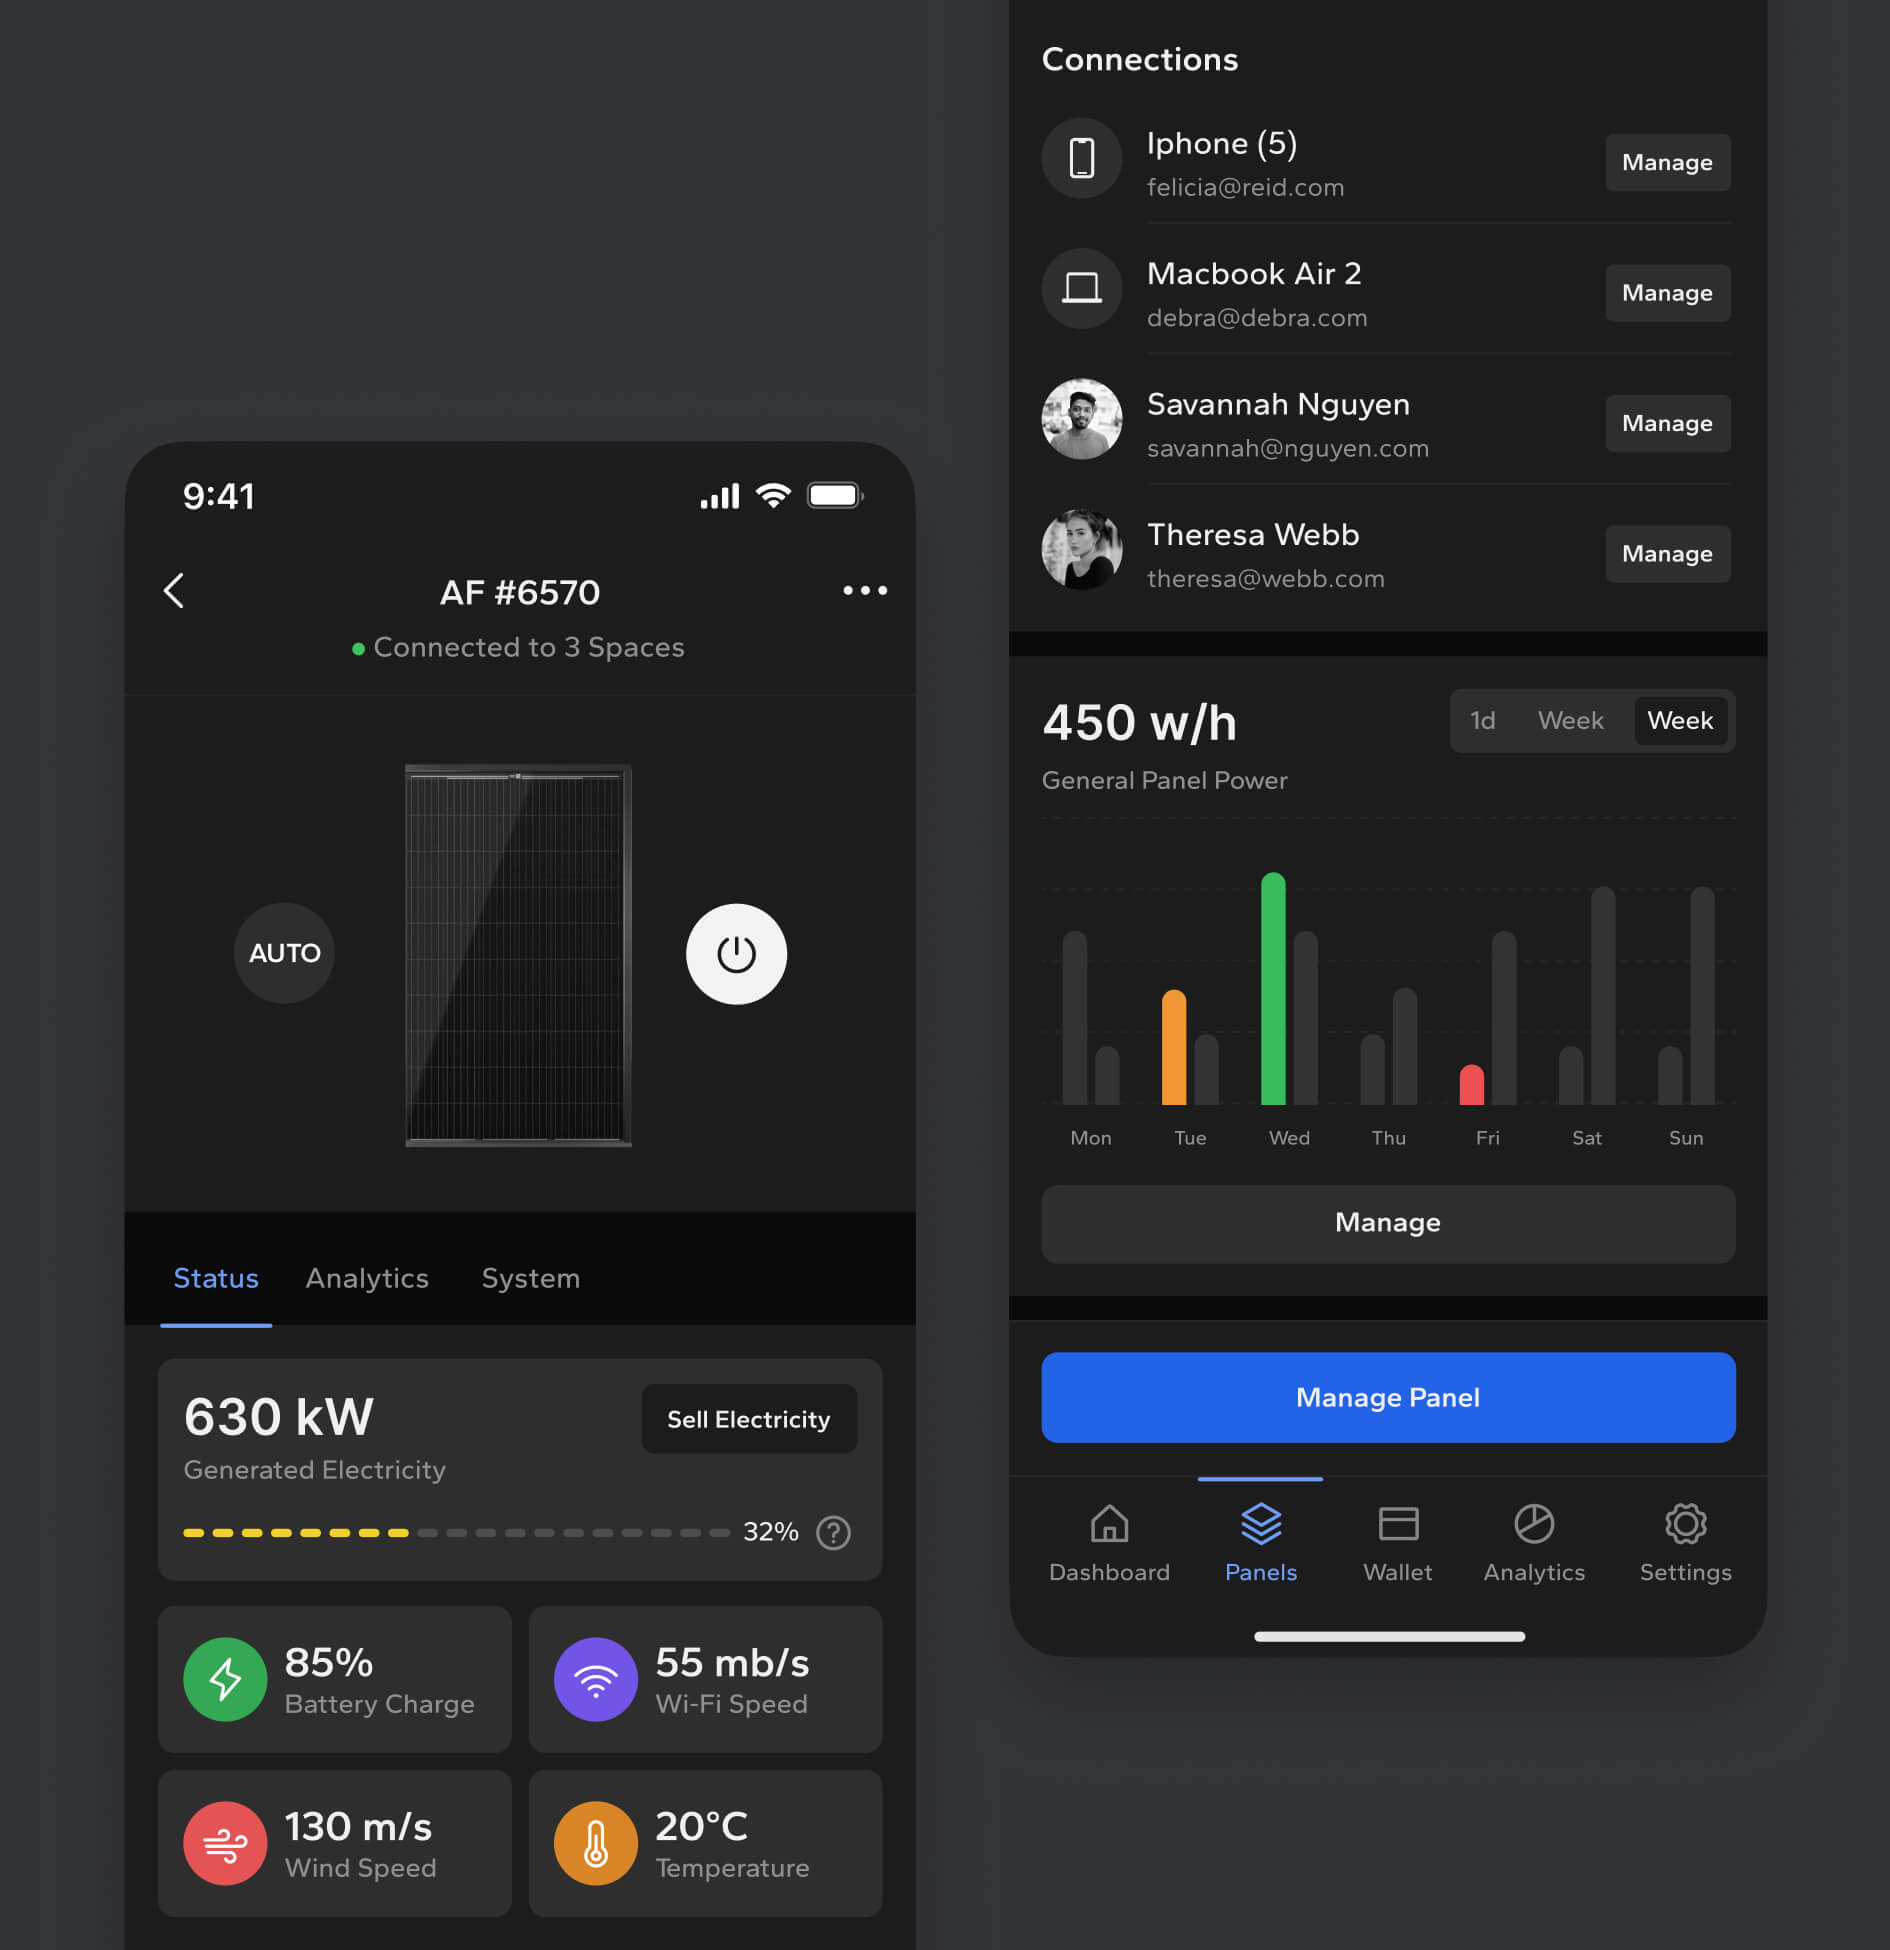 9:41
AF #6570
Connected to 3 Spaces
AUTO
Status Analytics System
630 kW
Sell Electricity
Generated Electricity
32%
85%
Battery Charge
55 mb/s
Wi-Fi Speed
130 m/s
Wind Speed
20°C
Temperature
Connections
Iphone (5)
felicia@reid.com
Manage
Macbook Air 2
debra@debra.com
Manage
Savannah Nguyen
savannah@nguyen.com
Manage
Theresa Webb
theresa@webb.com
Manage
450 w/h
1d Week Week
General Panel Power
Mon Tue Wed Thu Fri Sat Sun
Manage
Manage Panel
Dashboard Panels Wallet Analytics Settings